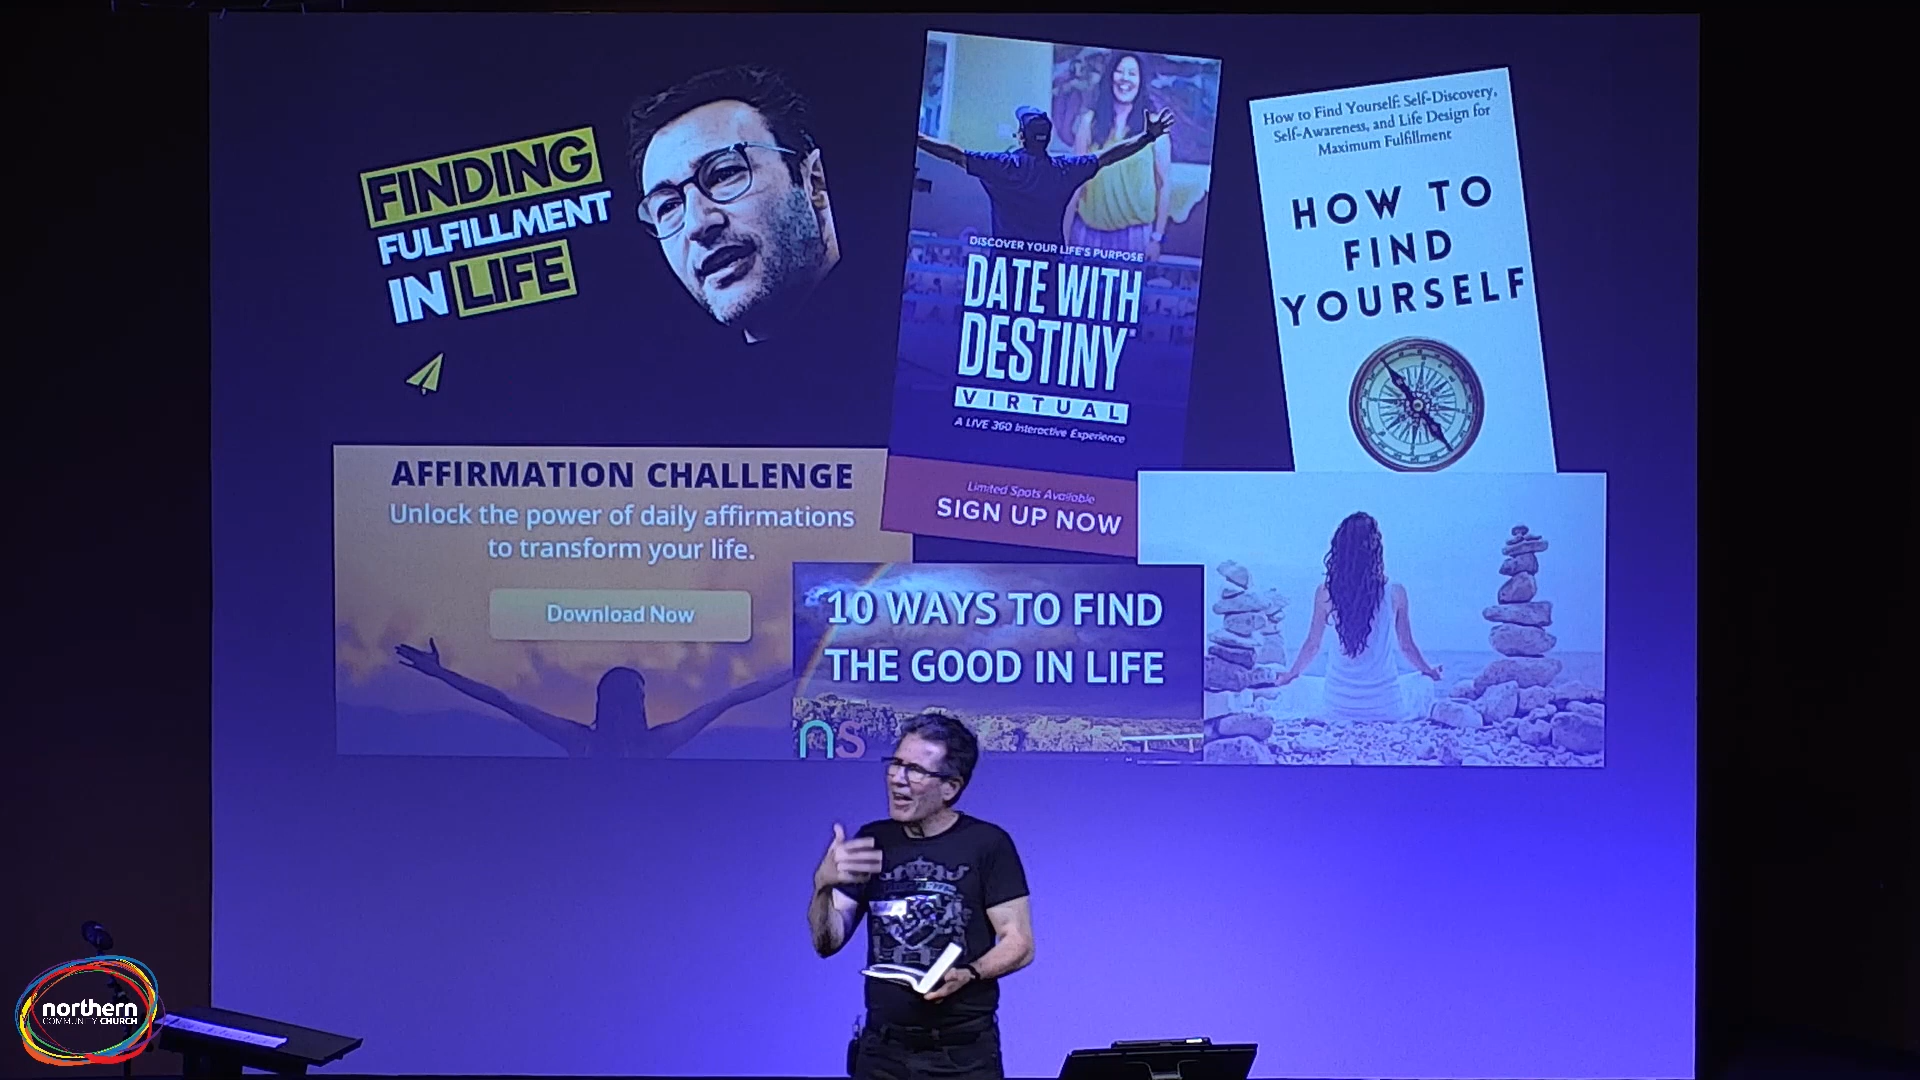 FINDING
FULFILLMENT
IN LIFE
DISCOVER YOUR LIFE'S PURPOSE
DATE WITH
DESTINY
VIRTUAL
A LIVE 360 Interactive Experience
Limited Spots Available
SIGN UP NOW
How to Find Yourself: Self-Discovery,
Self-Awareness, and Life Design for
Maximum Fulfillment
HOW TO
FIND
YOURSELF
AFFIRMATION CHALLENGE
Unlock the power of daily affirmations
to transform your life.
Download Now
10 WAYS TO FIND
THE GOOD IN LIFE
ns
northern
COMMUNITY CHURCH